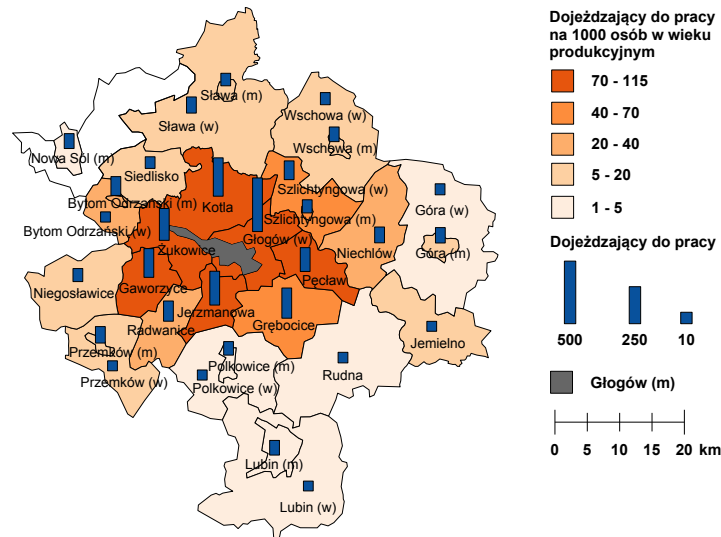 Dojeżdzający do pracy
na 1000 osób w wieku
produkcyjnym
70 - 115
40 - 70
20 - 40
5 - 20
1 - 5
Dojeżdzający do pracy
500
250
10
Głogów (m)
0
5
10
15
20
km
Sława (m)
Wschowa (w)
Sława (w)
Wschowa (m)
Nowa Sól (m)
Siedlisko
Szlichtyngowa (w)
Bytom Odrzański (m)
Kotla
Góra (w)
Szlichtyngowa (m)
Bytom Odrzański (w)
Głogów (w)
Żukowice
Niechlów
Góra (m)
Pęcław
Gaworzyce
Niegosławice
Jerzmanowa
Grębocice
Radwanice
Jemielno
Przemków (m)
Polkowice (m)
Rudna
Przemków (w)
Polkowice (w)
Lubin (m)
Lubin (w)